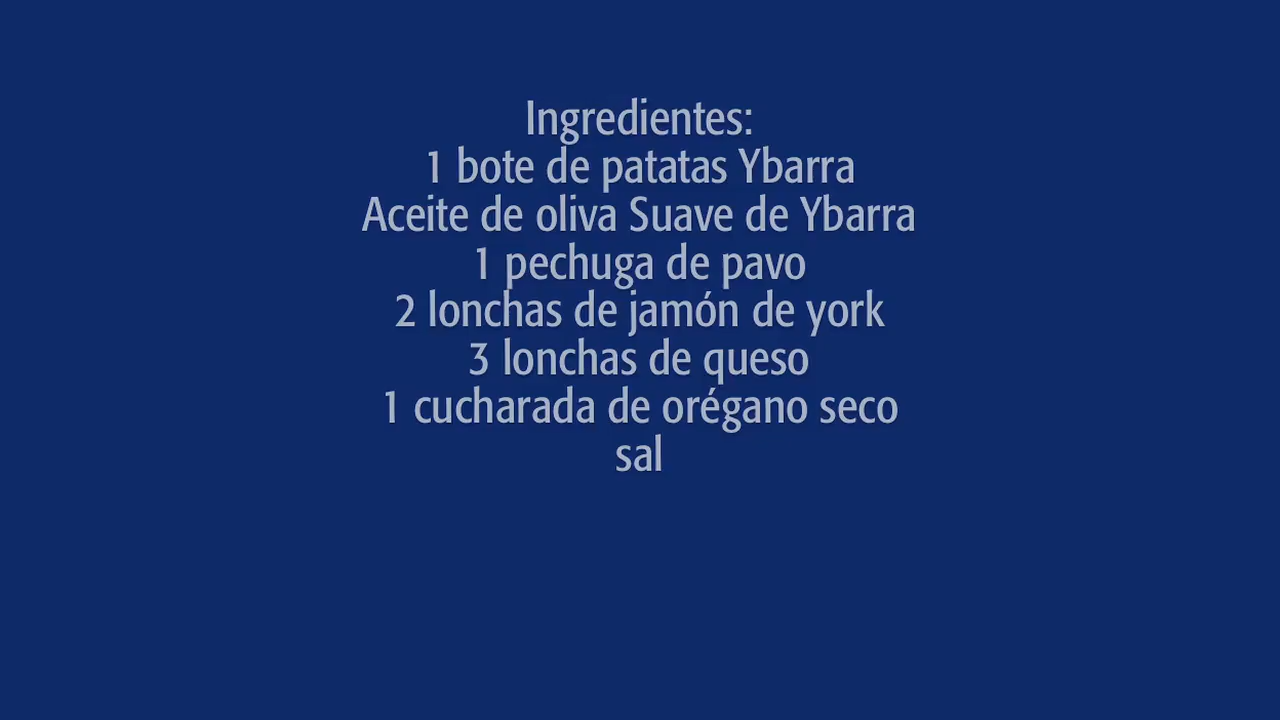 Ingredientes:
1 bote de patatas Ybarra
Aceite de oliva Suave de Ybarra
1 pechuga de pavo
2 lonchas de jamón de york
3 lonchas de queso
1 cucharada de orégano seco
sal